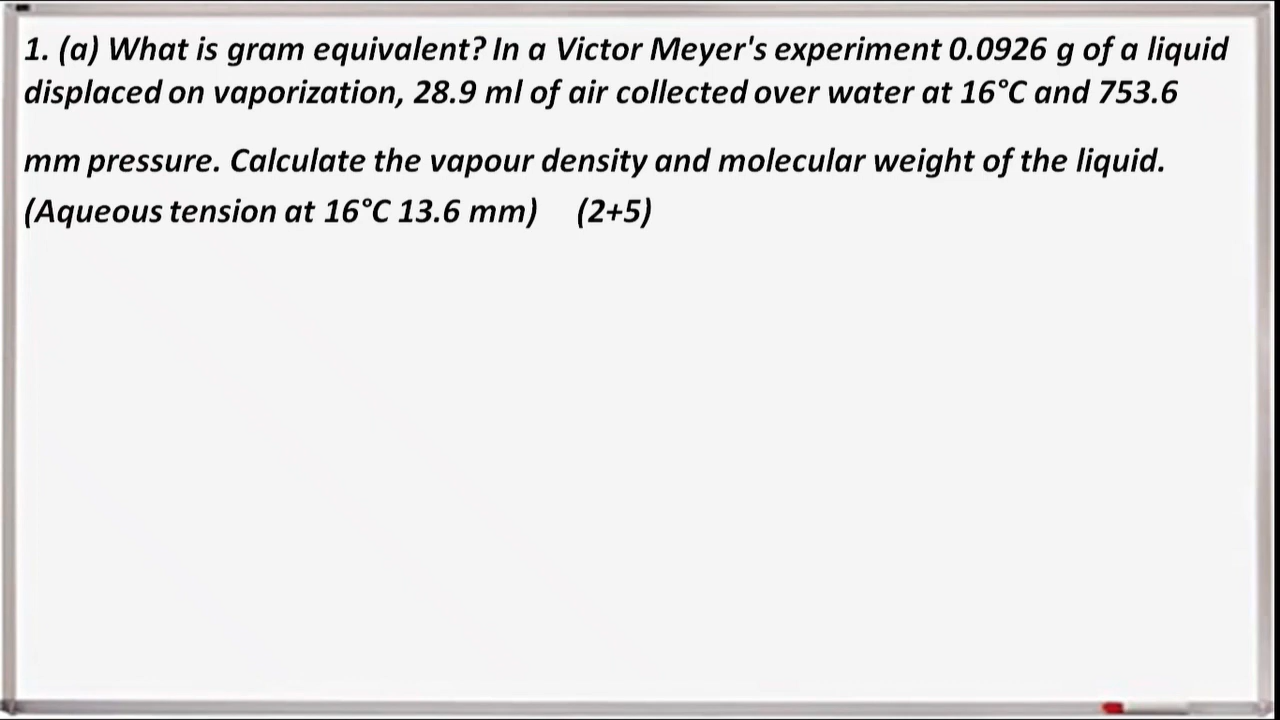 1. (a) What is gram equivalent? In a Victor Meyer's experiment 0.0926 g of a liquid
displaced on vaporization, 28.9 ml of air collected over water at 16°C and 753.6
mm pressure. Calculate the vapour density and molecular weight of the liquid.
(Aqueous tension at 16°C 13.6 mm) (2+5)